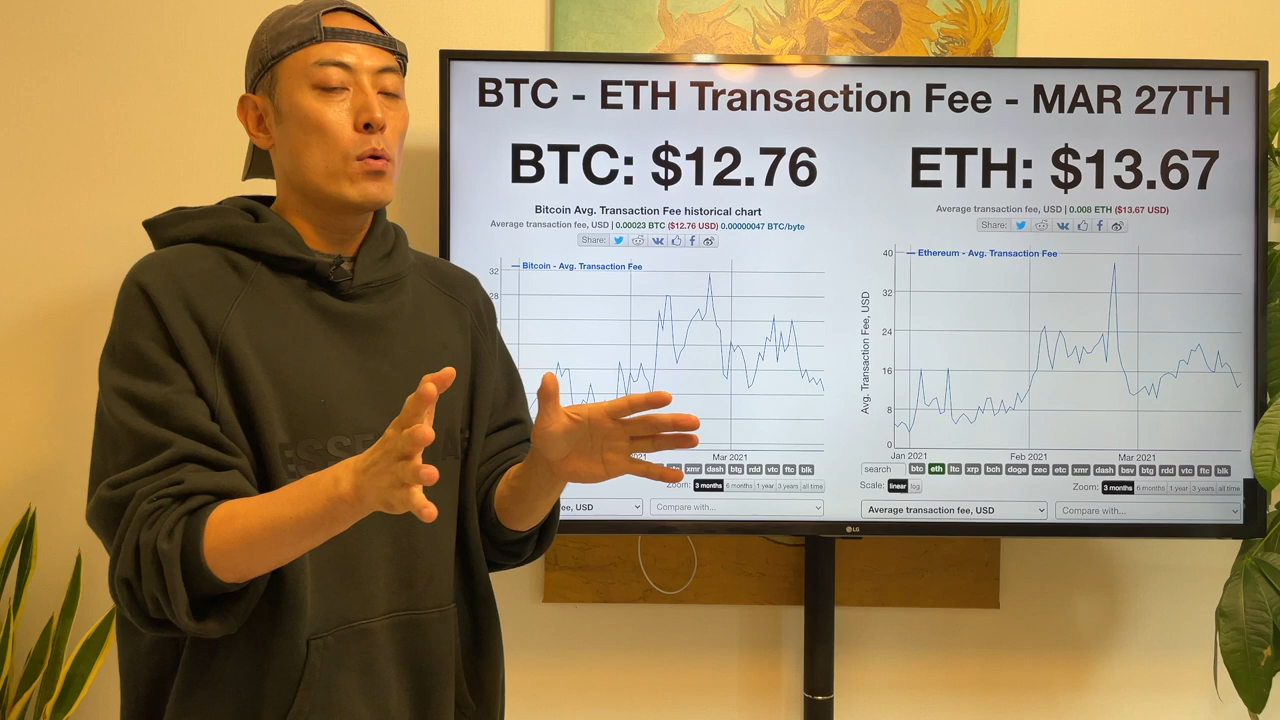 BTC - ETH Transaction Fee - MAR 27TH
BTC: $12.76
Bitcoin Avg. Transaction Fee historical chart
Average transaction fee, USD | 0.00023 BTC ($12.76 USD) 0.00000047 BTC/byte
Share:
Bitcoin - Avg. Transaction Fee
32
28
2021
Mar 2021
xmr dash btg rdd vtc ftc blk
Zoom: 3 months 6 months 1 year 3 years all time
ee, USD
Compare with...
ETH: $13.67
Average transaction fee, USD | 0.008 ETH ($13.67 USD)
Share:
Ethereum - Avg. Transaction Fee
Avg. Transaction Fee, USD
40
32
24
16
8
0
Jan 2021 Feb 2021 Mar 2021
search btc eth ltc xrp bch doge zec etc xmr dash bsv btg rdd vtc ftc blk
Scale: linear log
Zoom: 3 months 6 months 1 year 3 years all time
Average transaction fee, USD
Compare with...
LG